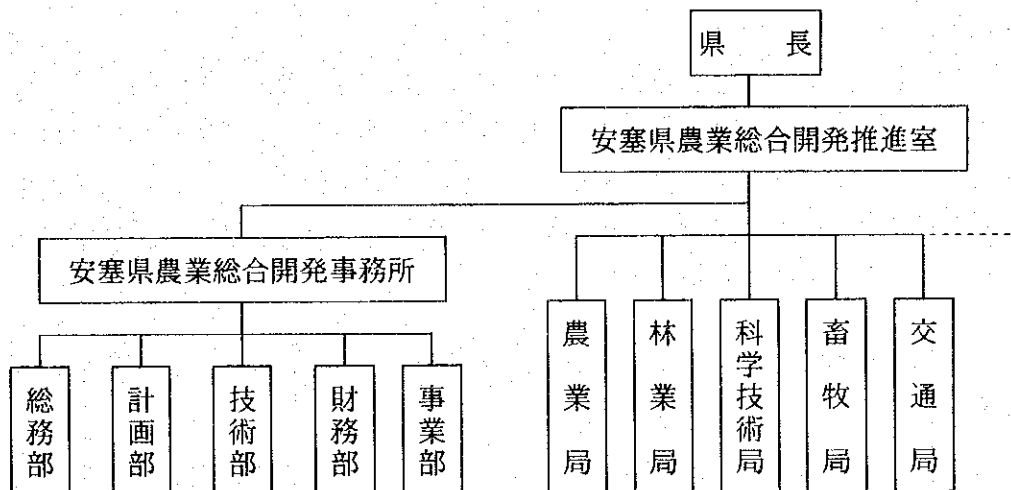 県 長
安塞県農業総合開発推進室
安塞県農業総合開発事務所
農業局
林業局
科学技術局
畜牧局
交通局
総務部
計画部
技術部
財務部
事業部